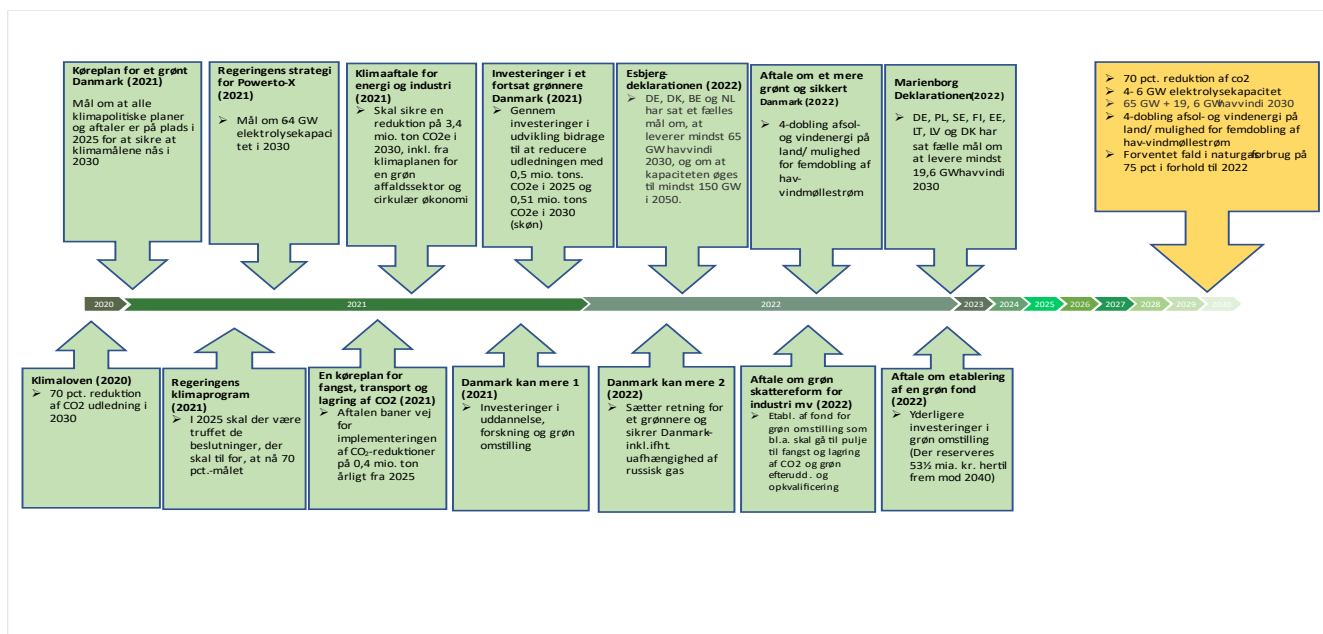 Køreplan for et grønt
Danmark (2021)
Mål om at alle
klimapolitiske planer
og aftaler er på plads i
2025 for at sikre at
klimamålene nås i
2030
Regeringens strategi
for Power-to-X
(2021)
➢ Mål om 64 GW
elektrolysekapaci
tet i 2030
Klimaaftale for
energi og industri
(2021)
➢ Skal sikre en
reduktion på 3,4
mio. ton CO2e i
2030, inkl. fra
klimaplanen for
en grøn
affaldssektor og
cirkulær økonomi
Investeringer i et
fortsat grønnere
Danmark (2021)
➢ Gennem
investeringer i
udvikling bidrage
til at reducere
udledningen med
0,5 mio. tons.
CO2e i 2025 og
0,51 mio. tons
CO2e i 2030
(skøn)
Esbjerg-
deklarationen (2022)
➢ DE, DK, BE og NL
har sat et fælles
mål om, at
leverer mindst 65
GW havvind i
2030, og om at
kapaciteten øges
til mindst 150 GW
i 2050.
Aftale om et mere
grønt og sikkert
Danmark (2022)
➢ 4-dobling af sol-
og vindenergi på
land/ mulighed
for femdobling af
hav-
vindmøllestrøm
Marienborg
Deklarationen (2022)
➢ DE, PL, SE, FI, EE,
LT, LV og DK har
sat fælle mål om
at levere mindst
19,6 GW havvind i
2030
➢ 70 pct. reduktion af co2
➢ 4- 6 GW elektrolysekapacitet
➢ 65 GW + 19, 6 GW havvind i 2030
➢ 4-dobling af sol- og vindenergi på
land/ mulighed for femdobling af
hav-vindmøllestrøm
➢ Forventet fald i naturgasforbrug på
75 pct i forhold til 2022
2020
2021
2022
2023
2024
2025
2026
2027
2028
2029
2030
Klimaloven (2020)
➢ 70 pct. reduktion
af CO2 udledning i
2030
Regeringens
klimaprogram
(2021)
➢ I 2025 skal der være
truffet de
beslutninger, der
skal til for, at nå 70
pct.-målet
En køreplan for
fangst, transport og
lagring af CO2 (2021)
➢ Aftalen baner vej
for
implementeringen
af CO₂-reduktioner
på 0,4 mio. ton
årligt fra 2025
Danmark kan mere 1
(2021)
➢ Investeringer i
uddannelse,
forskning og grøn
omstilling
Danmark kan mere 2
(2022)
➢ Sætter retning for
et grønnere og
sikrer Danmark-
inkl.ifht.
uafhængighed af
russisk gas
Aftale om grøn
skattereform for
industri mv (2022)
➢ Etabl. af fond for
grøn omstilling som
bl.a. skal gå til pulje
til fangst og lagring
af CO2 og grøn
efterudd. og
opkvalificering
Aftale om etablering
af en grøn fond
(2022)
➢ Yderligere
investeringer i
grøn omstilling
(Der reserveres
53½ mia. kr. hertil
frem mod 2040)